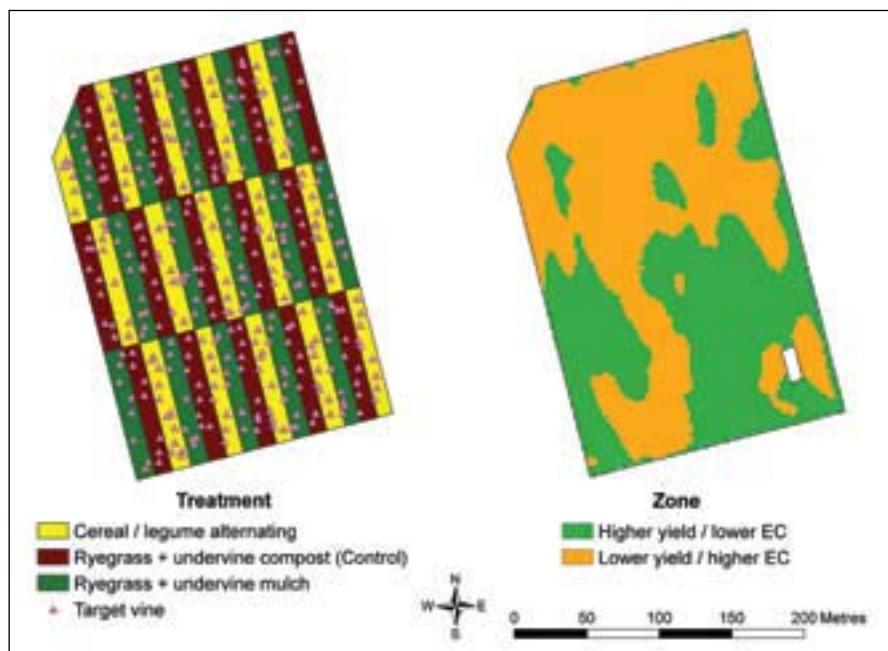 Treatment
Cereal / legume alternating
Ryegrass + undervine compost (Control)
Ryegrass + undervine mulch
Target vine
Zone
Higher yield / lower EC
Lower yield / higher EC
N
W E
S
0 50 100 150 200 Metres